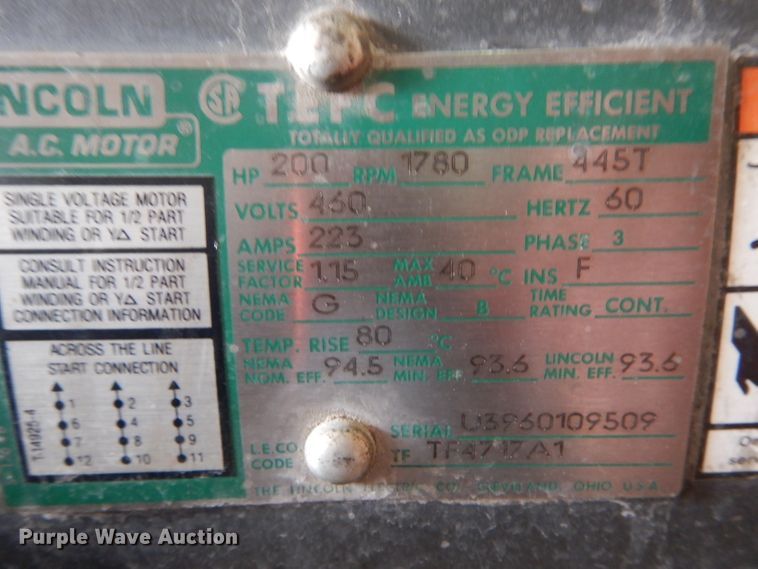 NCOLN
A.C. MOTOR®
SA TEFC ENERGY EFFICIENT
TOTALLY QUALIFIED AS ODP REPLACEMENT
HP 200 RPM 1780 FRAME 445T
VOLTS 460 HERTZ 60
AMPS 223 PHASE 3
SERVICE FACTOR 1.15 MAX AMB 40 °C INS F
NEMA CODE G NEMA DESIGN B TIME RATING CONT.
TEMP. RISE 80 °C
NEMA NOM. EFF. 94.5 NEMA MIN. EFF. 93.6 LINCOLN MIN. EFF. 93.6
SERIAL U3960109509
L.E.CO. CODE TF TF4717A1
THE LINCOLN ELECTRIC CO., CLEVELAND, OHIO U.S.A.
SINGLE VOLTAGE MOTOR
SUITABLE FOR 1/2 PART
WINDING OR Y∆ START
CONSULT INSTRUCTION
MANUAL FOR 1/2 PART
WINDING OR Y∆ START
CONNECTION INFORMATION
ACROSS THE LINE
START CONNECTION
1 2 3
6 4 5
7 8 9
12 10 11
T-14925-4
Purple Wave Auction